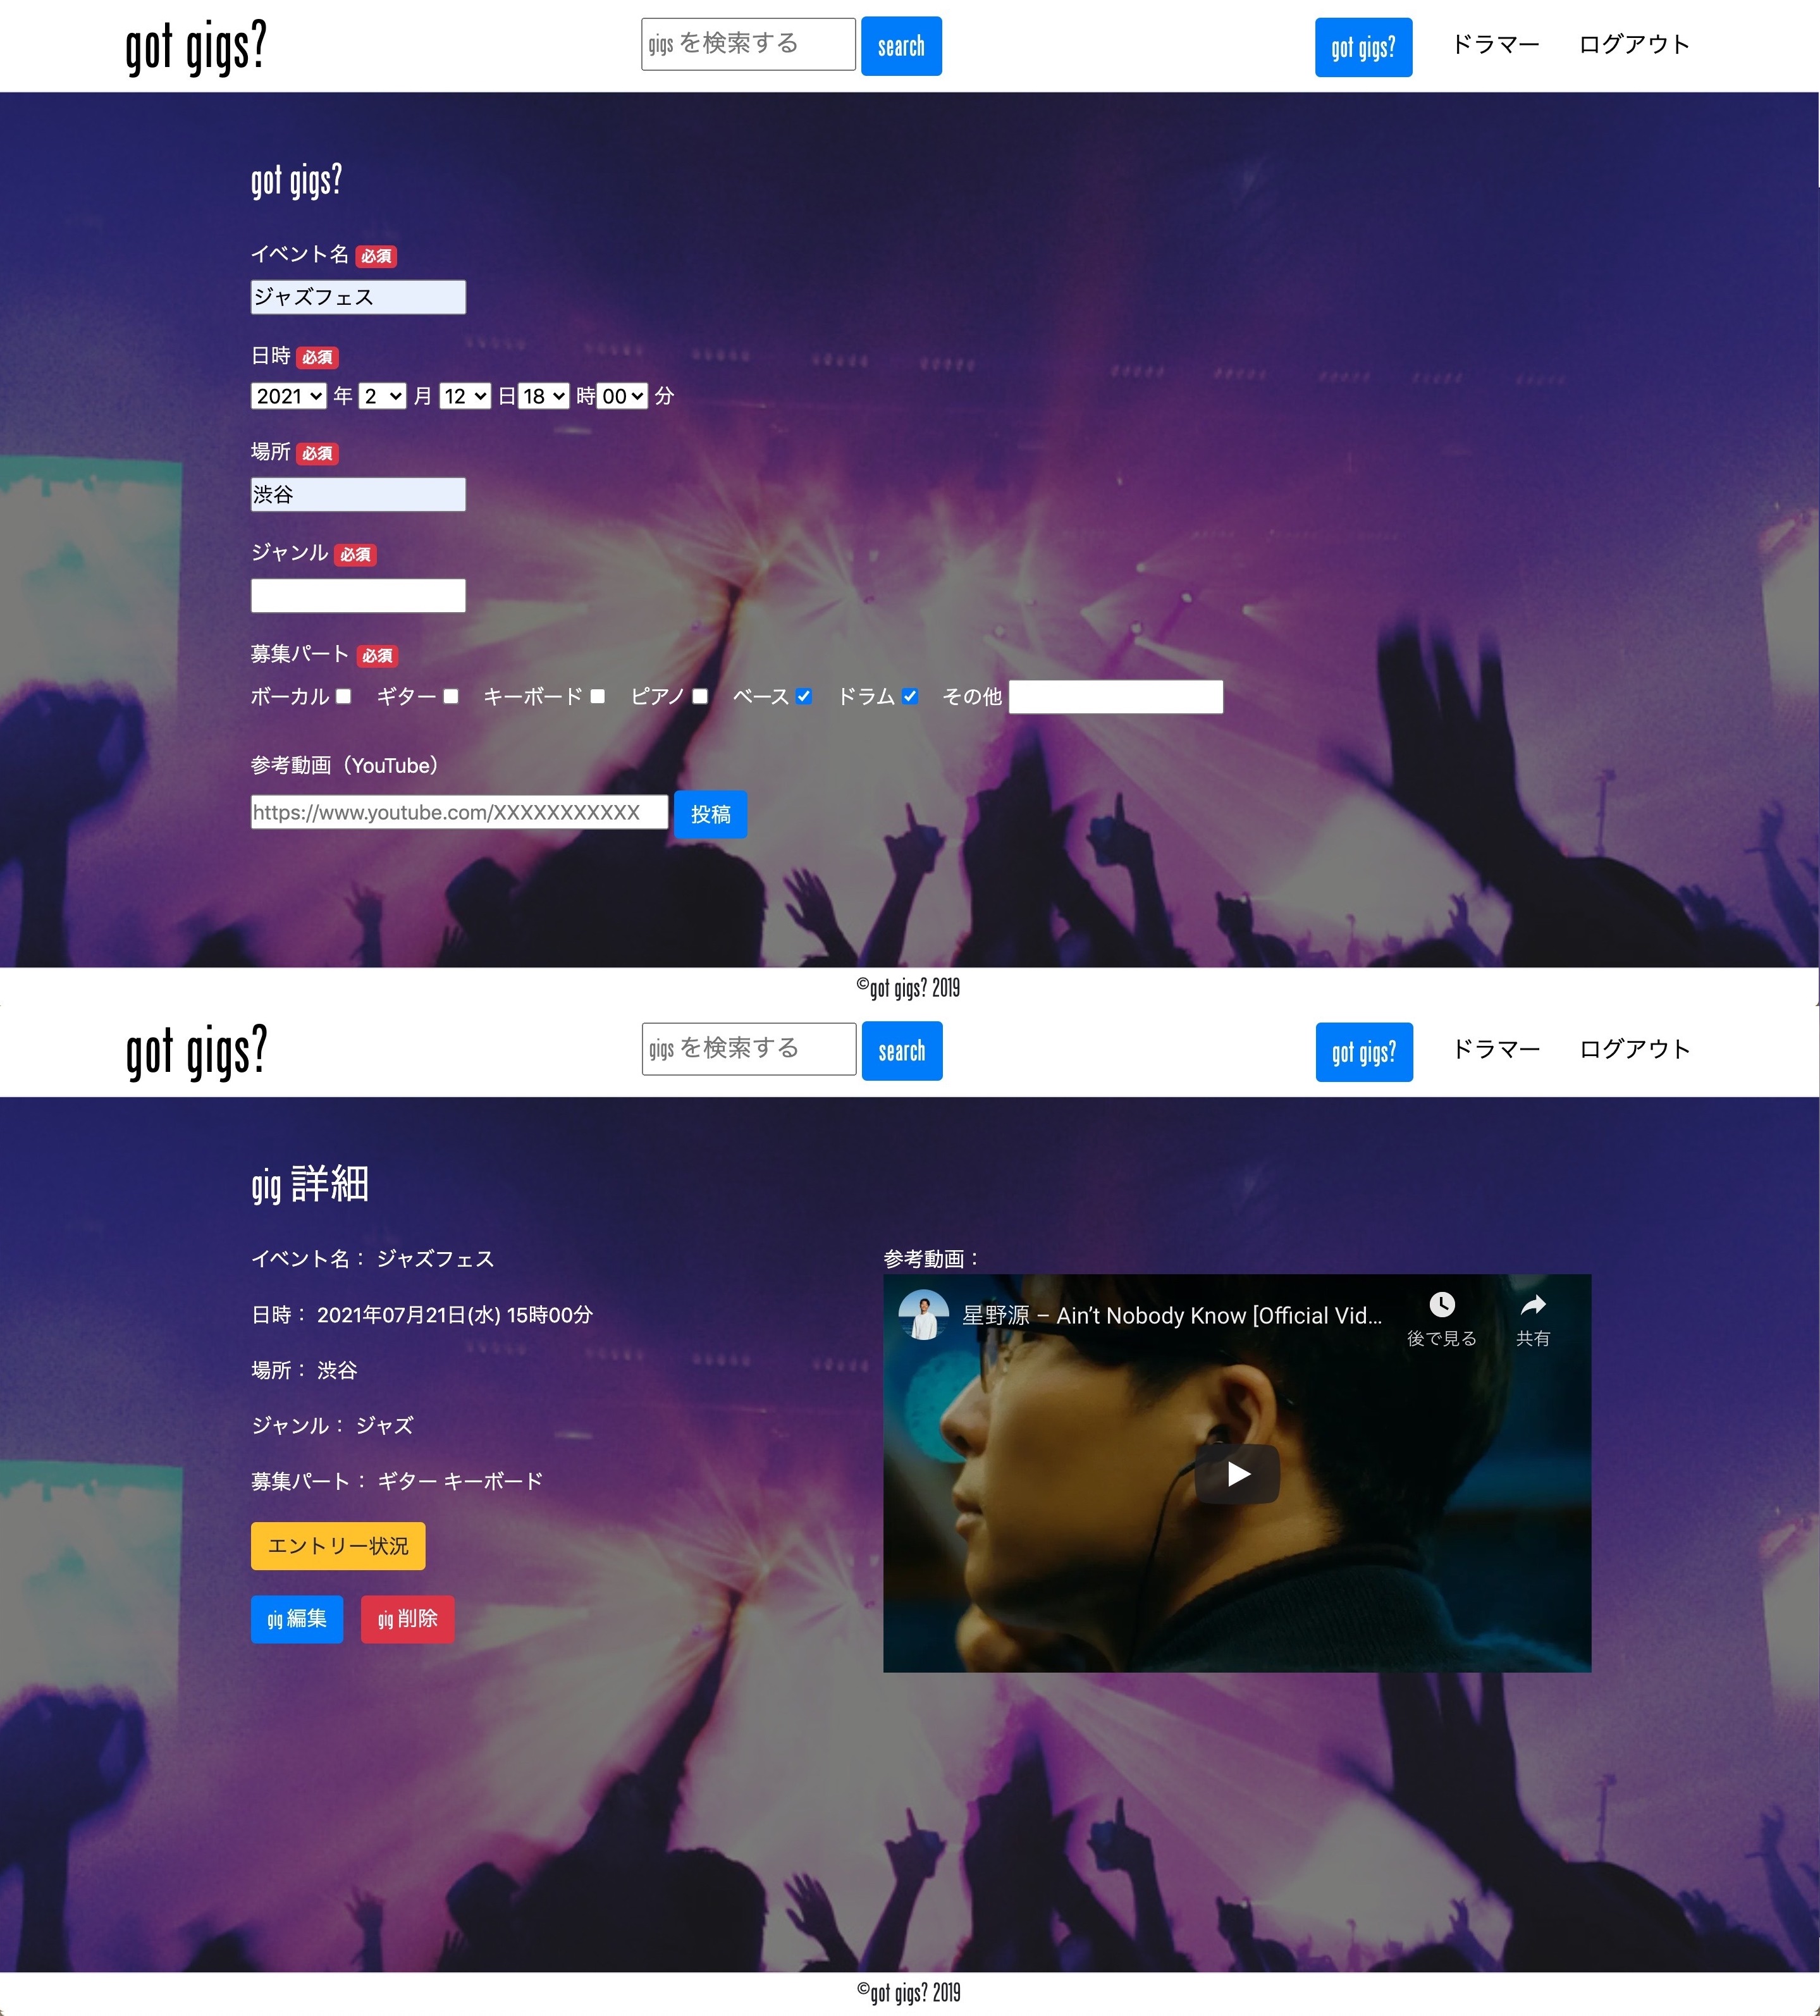 got gigs? gigs を検索する search got gigs? ドラマー ログアウト
got gigs?
イベント名 必須
ジャズフェス
日時 必須
2021 年 2 月 12 日 18 時 00 分
場所 必須
渋谷
ジャンル 必須
募集パート 必須
ボーカル ギター キーボード ピアノ ベース ドラム その他
参考動画（YouTube）
https://www.youtube.com/XXXXXXXXXXX 投稿
©got gigs? 2019
got gigs? gigs を検索する search got gigs? ドラマー ログアウト
gig 詳細
イベント名： ジャズフェス
日時： 2021年07月21日(水) 15時00分
場所： 渋谷
ジャンル： ジャズ
募集パート： ギター キーボード
エントリー状況
gig 編集 gig 削除
参考動画：
星野源 – Ain’t Nobody Know [Official Vid...
後で見る 共有
©got gigs? 2019